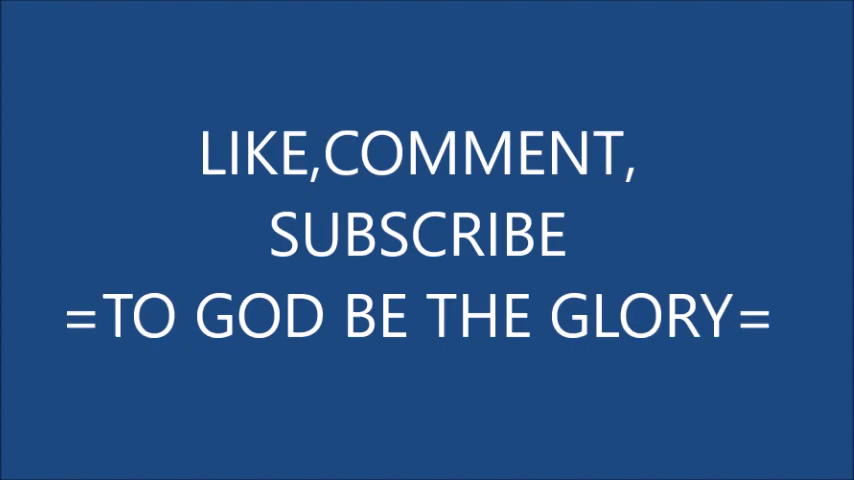 LIKE,COMMENT,
SUBSCRIBE
=TO GOD BE THE GLORY=